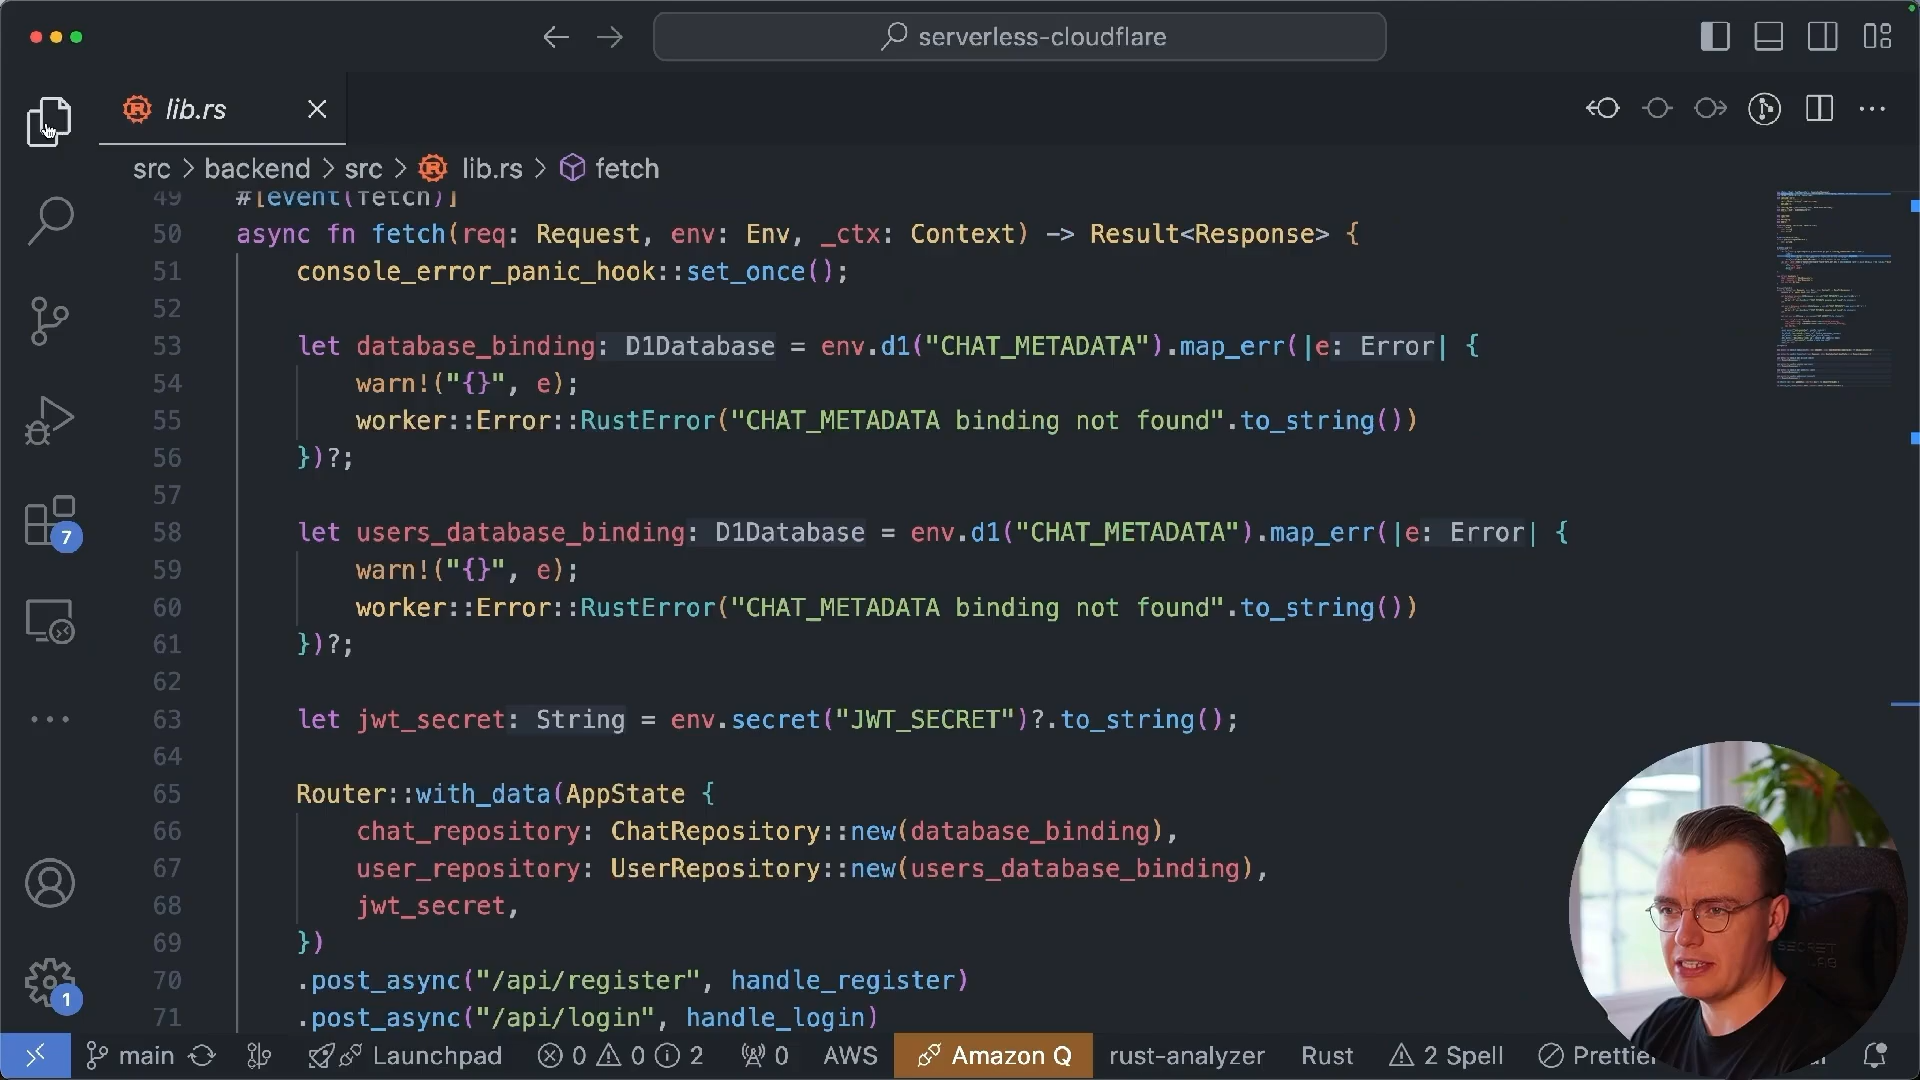 serverless-cloudflare
lib.rs
src > backend > src > lib.rs > fetch
49 #[event(fetch)]
50 async fn fetch(req: Request, env: Env, _ctx: Context) -> Result<Response> {
51 console_error_panic_hook::set_once();
52
53 let database_binding: D1Database = env.d1("CHAT_METADATA").map_err(|e: Error| {
54 warn!("{}", e);
55 worker::Error::RustError("CHAT_METADATA binding not found".to_string())
56 })?;
57
58 let users_database_binding: D1Database = env.d1("CHAT_METADATA").map_err(|e: Error| {
59 warn!("{}", e);
60 worker::Error::RustError("CHAT_METADATA binding not found".to_string())
61 })?;
62
63 let jwt_secret: String = env.secret("JWT_SECRET")?.to_string();
64
65 Router::with_data(AppState {
66 chat_repository: ChatRepository::new(database_binding),
67 user_repository: UserRepository::new(users_database_binding),
68 jwt_secret,
69 })
70 .post_async("/api/register", handle_register)
71 .post_async("/api/login", handle_login)
7
1
main Launchpad 0 0 2 0 AWS Amazon Q rust-analyzer Rust 2 Spell Prettier
SECRET
LAB